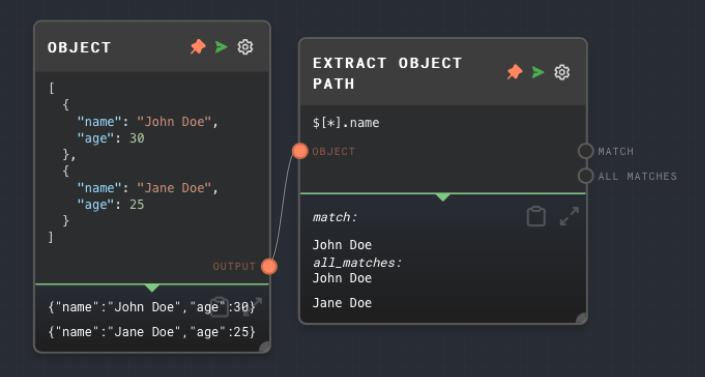 OBJECT
[
  {
    "name": "John Doe",
    "age": 30
  },
  {
    "name": "Jane Doe",
    "age": 25
  }
]
OUTPUT
{"name":"John Doe","age":30}
{"name":"Jane Doe","age":25}
EXTRACT OBJECT
PATH
$[*].name
OBJECT
MATCH
ALL MATCHES
match:
John Doe
all_matches:
John Doe
Jane Doe